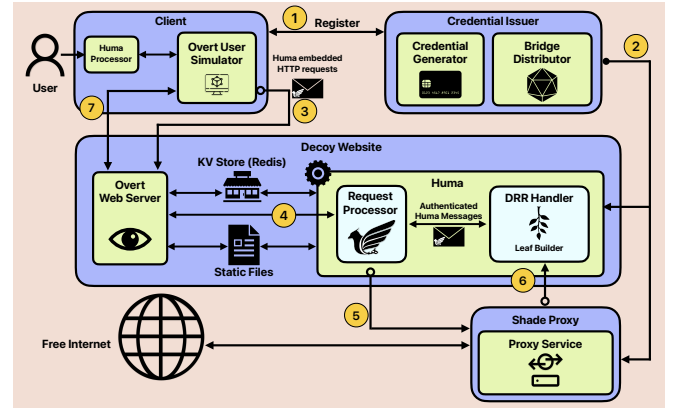 Client
1
Register
Credential Issuer
2
User
Huma
Processor
Overt User
Simulator
Huma embedded
HTTP requests
Credential
Generator
Bridge
Distributor
7
3
Decoy Website
KV Store (Redis)
Overt
Web Server
4
Huma
Request
Processor
Authenticated
Huma Messages
DRR Handler
Leaf Builder
Static Files
5
6
Free Internet
Shade Proxy
Proxy Service